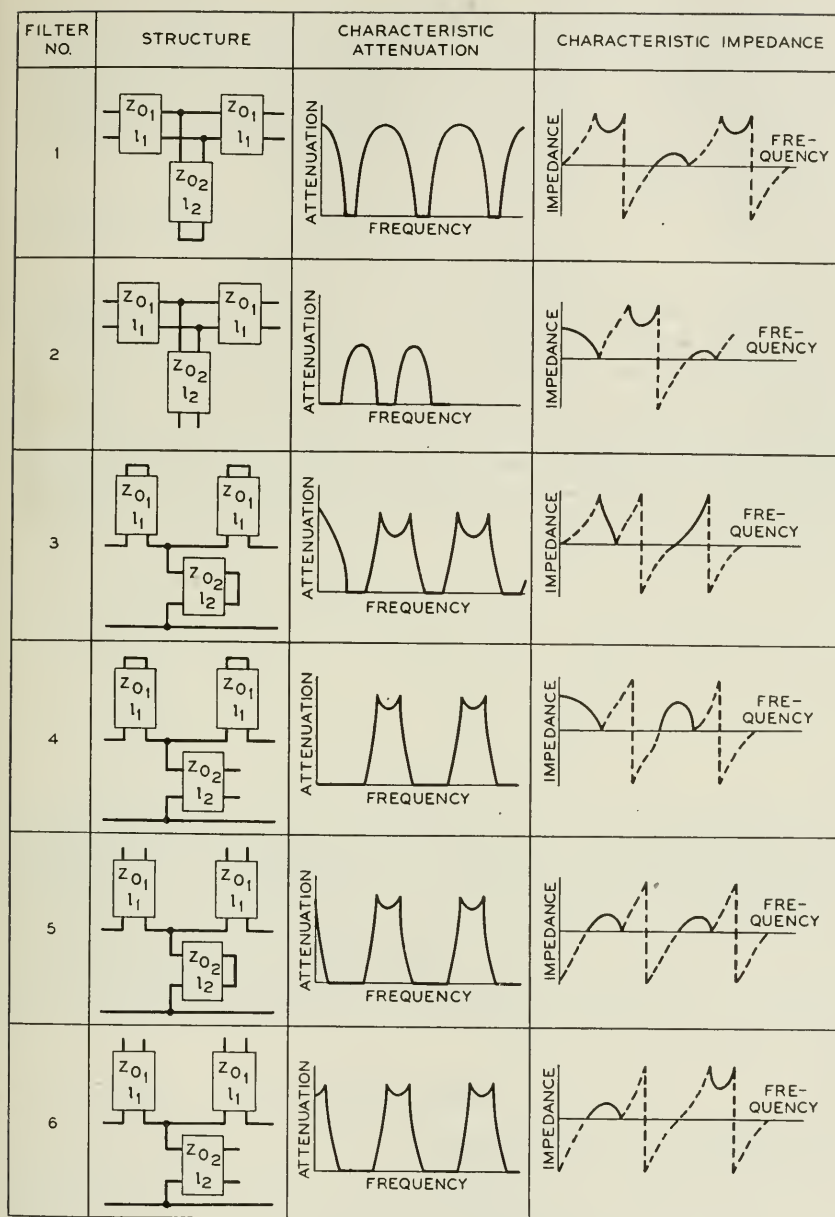 FILTER NO.
STRUCTURE
CHARACTERISTIC ATTENUATION
CHARACTERISTIC IMPEDANCE
1
Z01 l1
Z01 l1
Z02 l2
ATTENUATION
FREQUENCY
IMPEDANCE
FRE-
QUENCY
2
Z01 l1
Z01 l1
Z02 l2
ATTENUATION
FREQUENCY
IMPEDANCE
FRE-
QUENCY
3
Z01 l1
Z01 l1
Z02 l2
ATTENUATION
FREQUENCY
IMPEDANCE
FRE-
QUENCY
4
Z01 l1
Z01 l1
Z02 l2
ATTENUATION
FREQUENCY
IMPEDANCE
FRE-
QUENCY
5
Z01 l1
Z01 l1
Z02 l2
ATTENUATION
FREQUENCY
IMPEDANCE
FRE-
QUENCY
6
Z01 l1
Z01 l1
Z02 l2
ATTENUATION
FREQUENCY
IMPEDANCE
FRE-
QUENCY